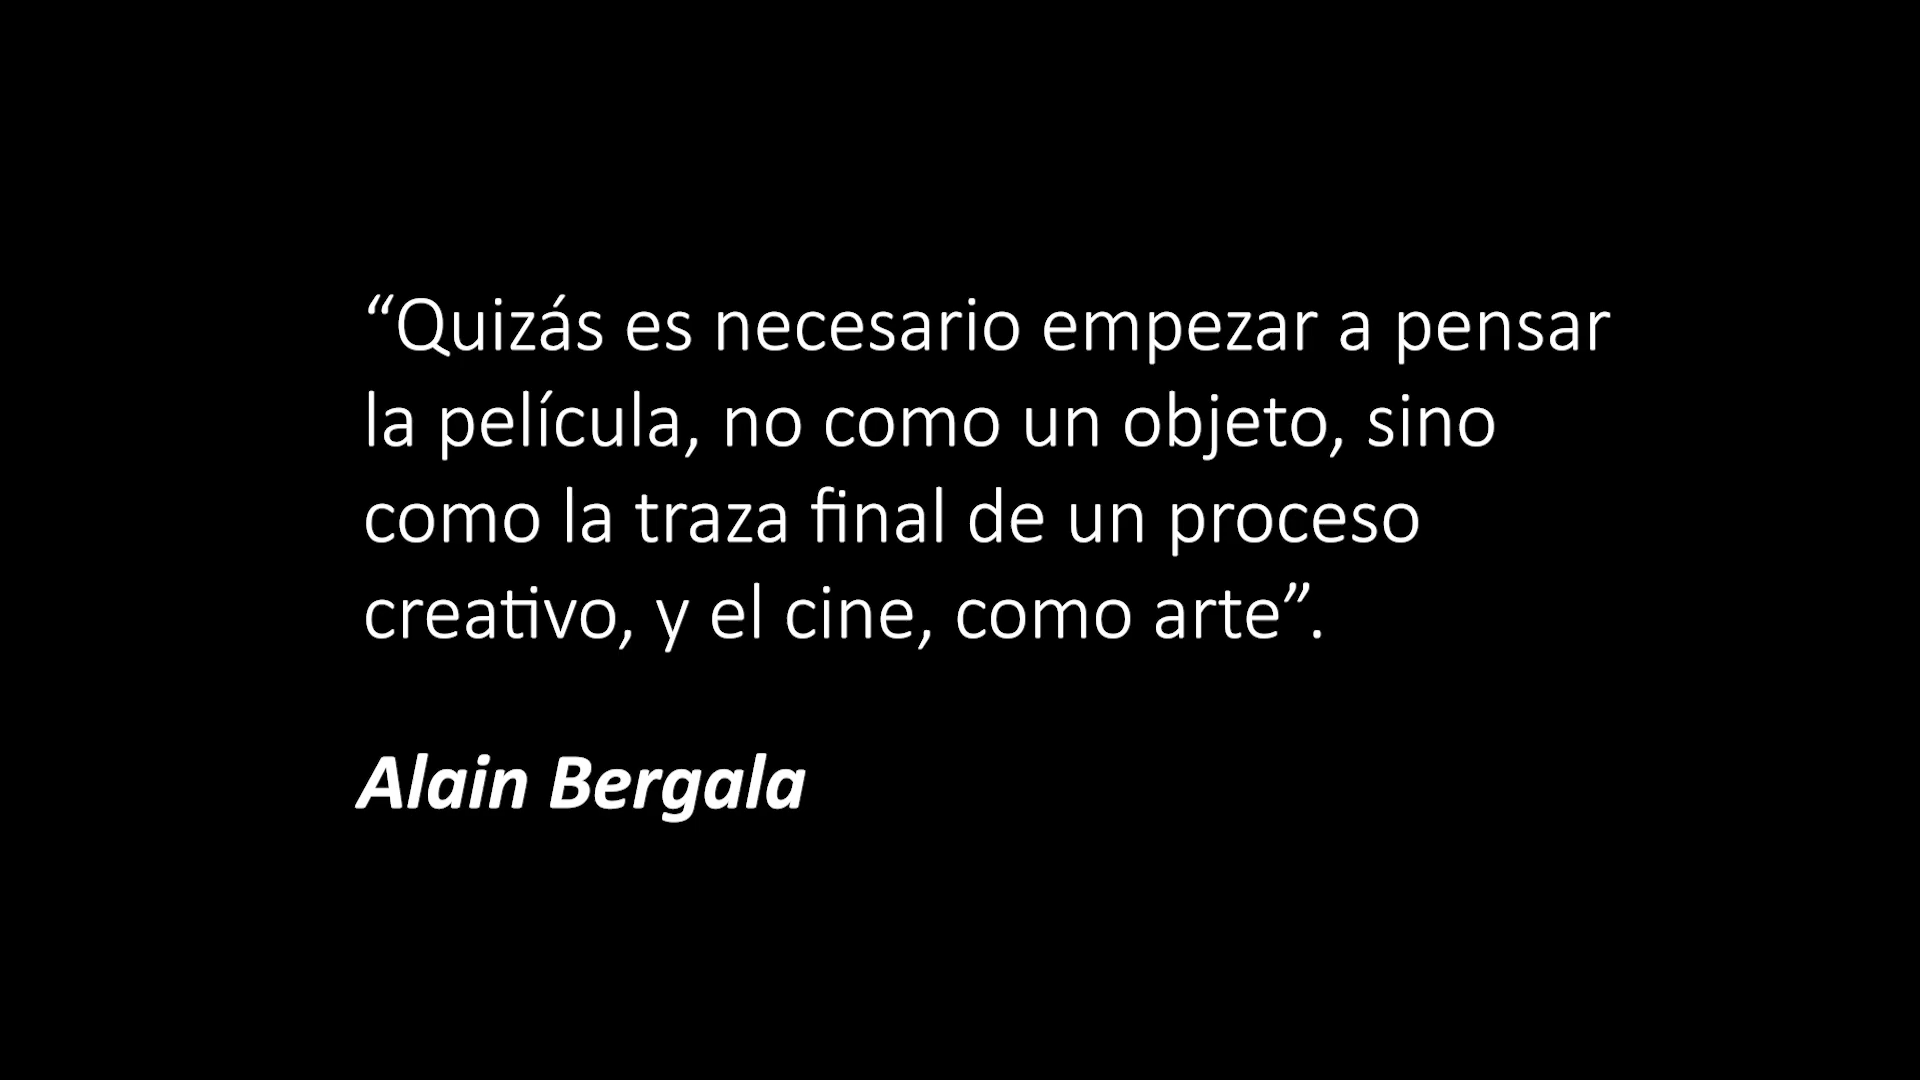 “Quizás es necesario empezar a pensar
la película, no como un objeto, sino
como la traza final de un proceso
creativo, y el cine, como arte”.
Alain Bergala